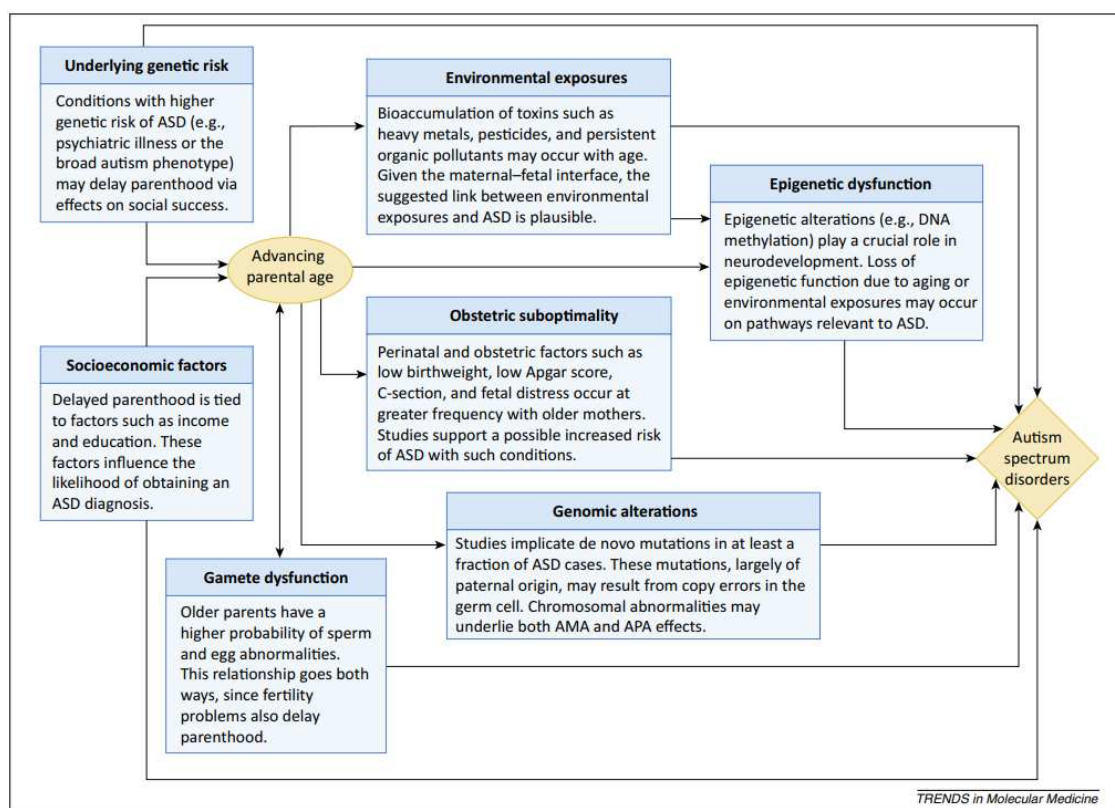 Underlying genetic risk
Conditions with higher
genetic risk of ASD (e.g.,
psychiatric illness or the
broad autism phenotype)
may delay parenthood via
effects on social success.
Environmental exposures
Bioaccumulation of toxins such as
heavy metals, pesticides, and persistent
organic pollutants may occur with age.
Given the maternal–fetal interface, the
suggested link between environmental
exposures and ASD is plausible.
Epigenetic dysfunction
Epigenetic alterations (e.g., DNA
methylation) play a crucial role in
neurodevelopment. Loss of
epigenetic function due to aging or
environmental exposures may occur
on pathways relevant to ASD.
Advancing
parental age
Obstetric suboptimality
Perinatal and obstetric factors such as
low birthweight, low Apgar score,
C-section, and fetal distress occur at
greater frequency with older mothers.
Studies support a possible increased risk
of ASD with such conditions.
Socioeconomic factors
Delayed parenthood is tied
to factors such as income
and education. These
factors influence the
likelihood of obtaining an
ASD diagnosis.
Autism
spectrum
disorders
Genomic alterations
Studies implicate de novo mutations in at least a
fraction of ASD cases. These mutations, largely of
paternal origin, may result from copy errors in the
germ cell. Chromosomal abnormalities may
underlie both AMA and APA effects.
Gamete dysfunction
Older parents have a
higher probability of sperm
and egg abnormalities.
This relationship goes both
ways, since fertility
problems also delay
parenthood.
TRENDS in Molecular Medicine